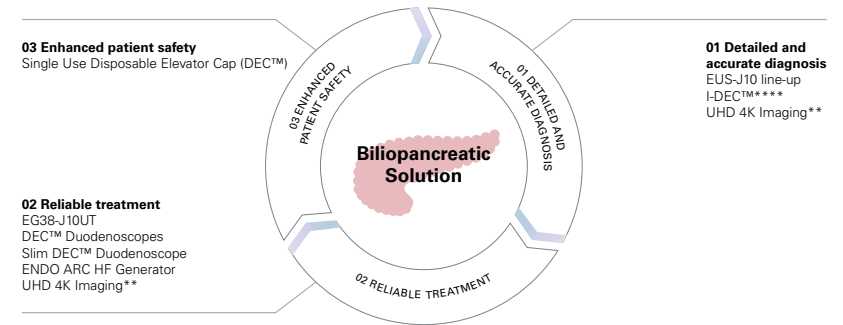 03 Enhanced patient safety
Single Use Disposable Elevator Cap (DEC™)
01 Detailed and
accurate diagnosis
EUS-J10 line-up
I-DEC™****
UHD 4K Imaging**
03 ENHANCED
PATIENT SAFETY
01 DETAILED AND
ACCURATE DIAGNOSIS
Biliopancreatic
Solution
02 Reliable treatment
EG38-J10UT
DEC™ Duodenoscopes
Slim DEC™ Duodenoscope
ENDO ARC HF Generator
UHD 4K Imaging**
02 RELIABLE TREATMENT